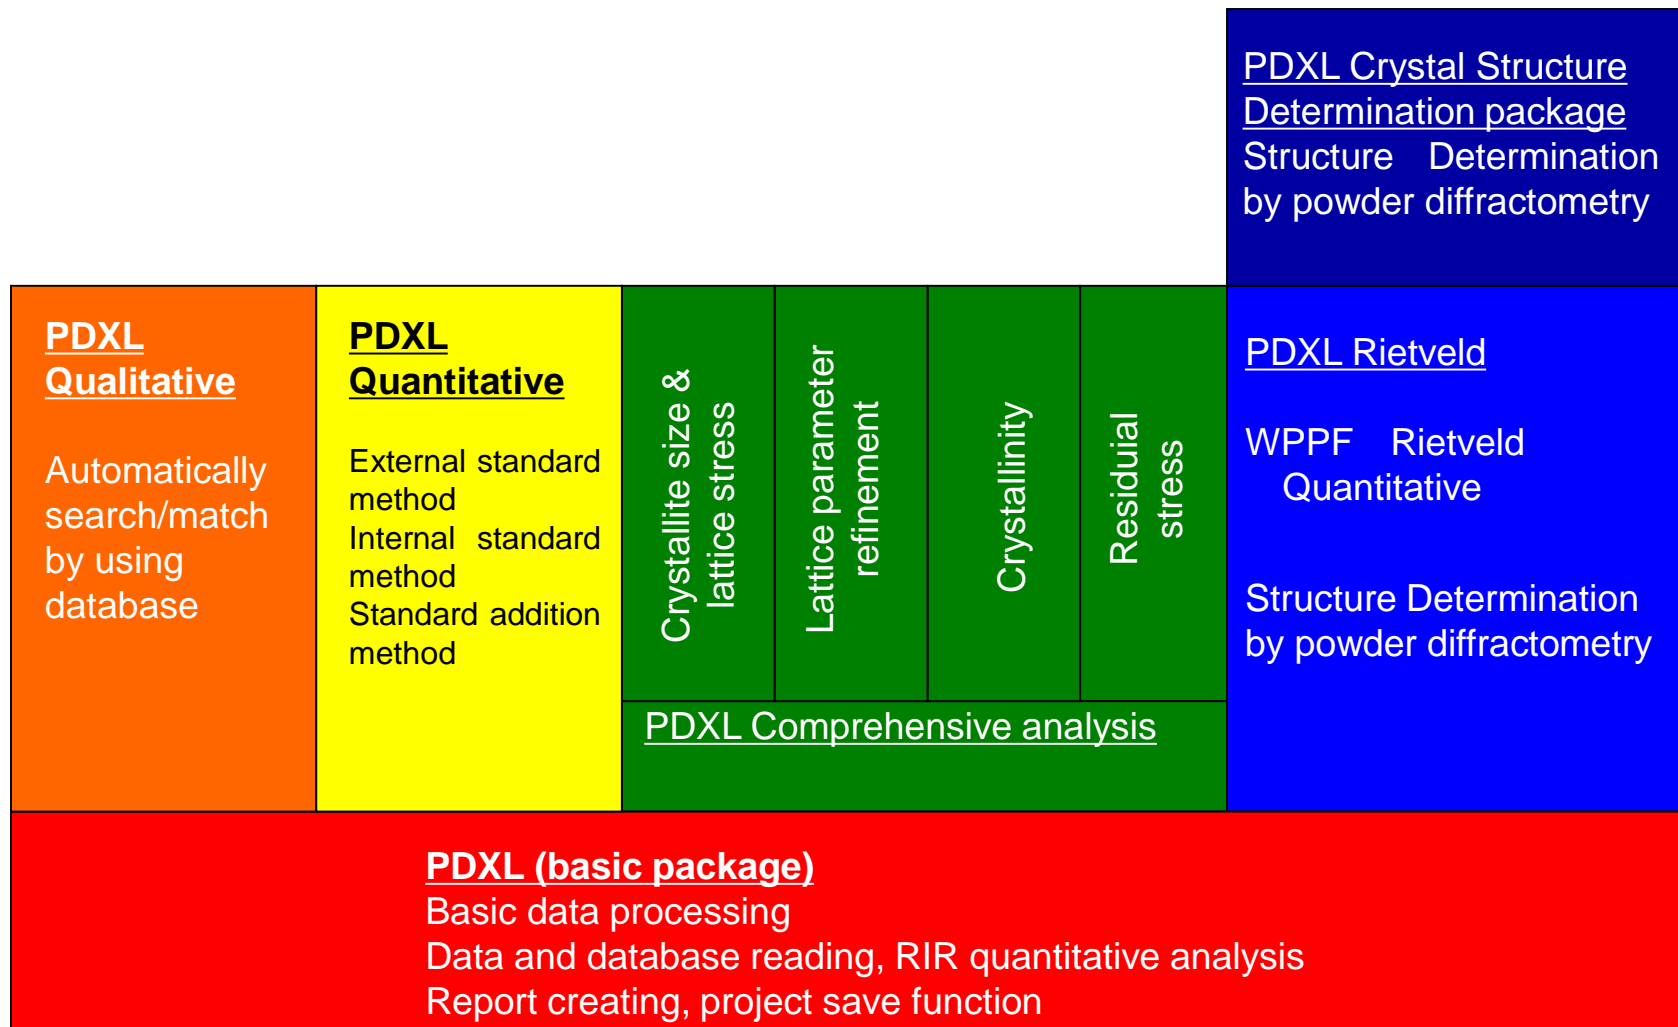 PDXL Crystal Structure
Determination package
Structure Determination
by powder diffractometry
PDXL
Qualitative
Automatically
search/match
by using
database
PDXL
Quantitative
External standard
method
Internal standard
method
Standard addition
method
Crystallite size &
lattice stress
Lattice parameter
refinement
Crystallinity
Residuial
stress
PDXL Comprehensive analysis
PDXL Rietveld
WPPF Rietveld
Quantitative
Structure Determination
by powder diffractometry
PDXL (basic package)
Basic data processing
Data and database reading, RIR quantitative analysis
Report creating, project save function